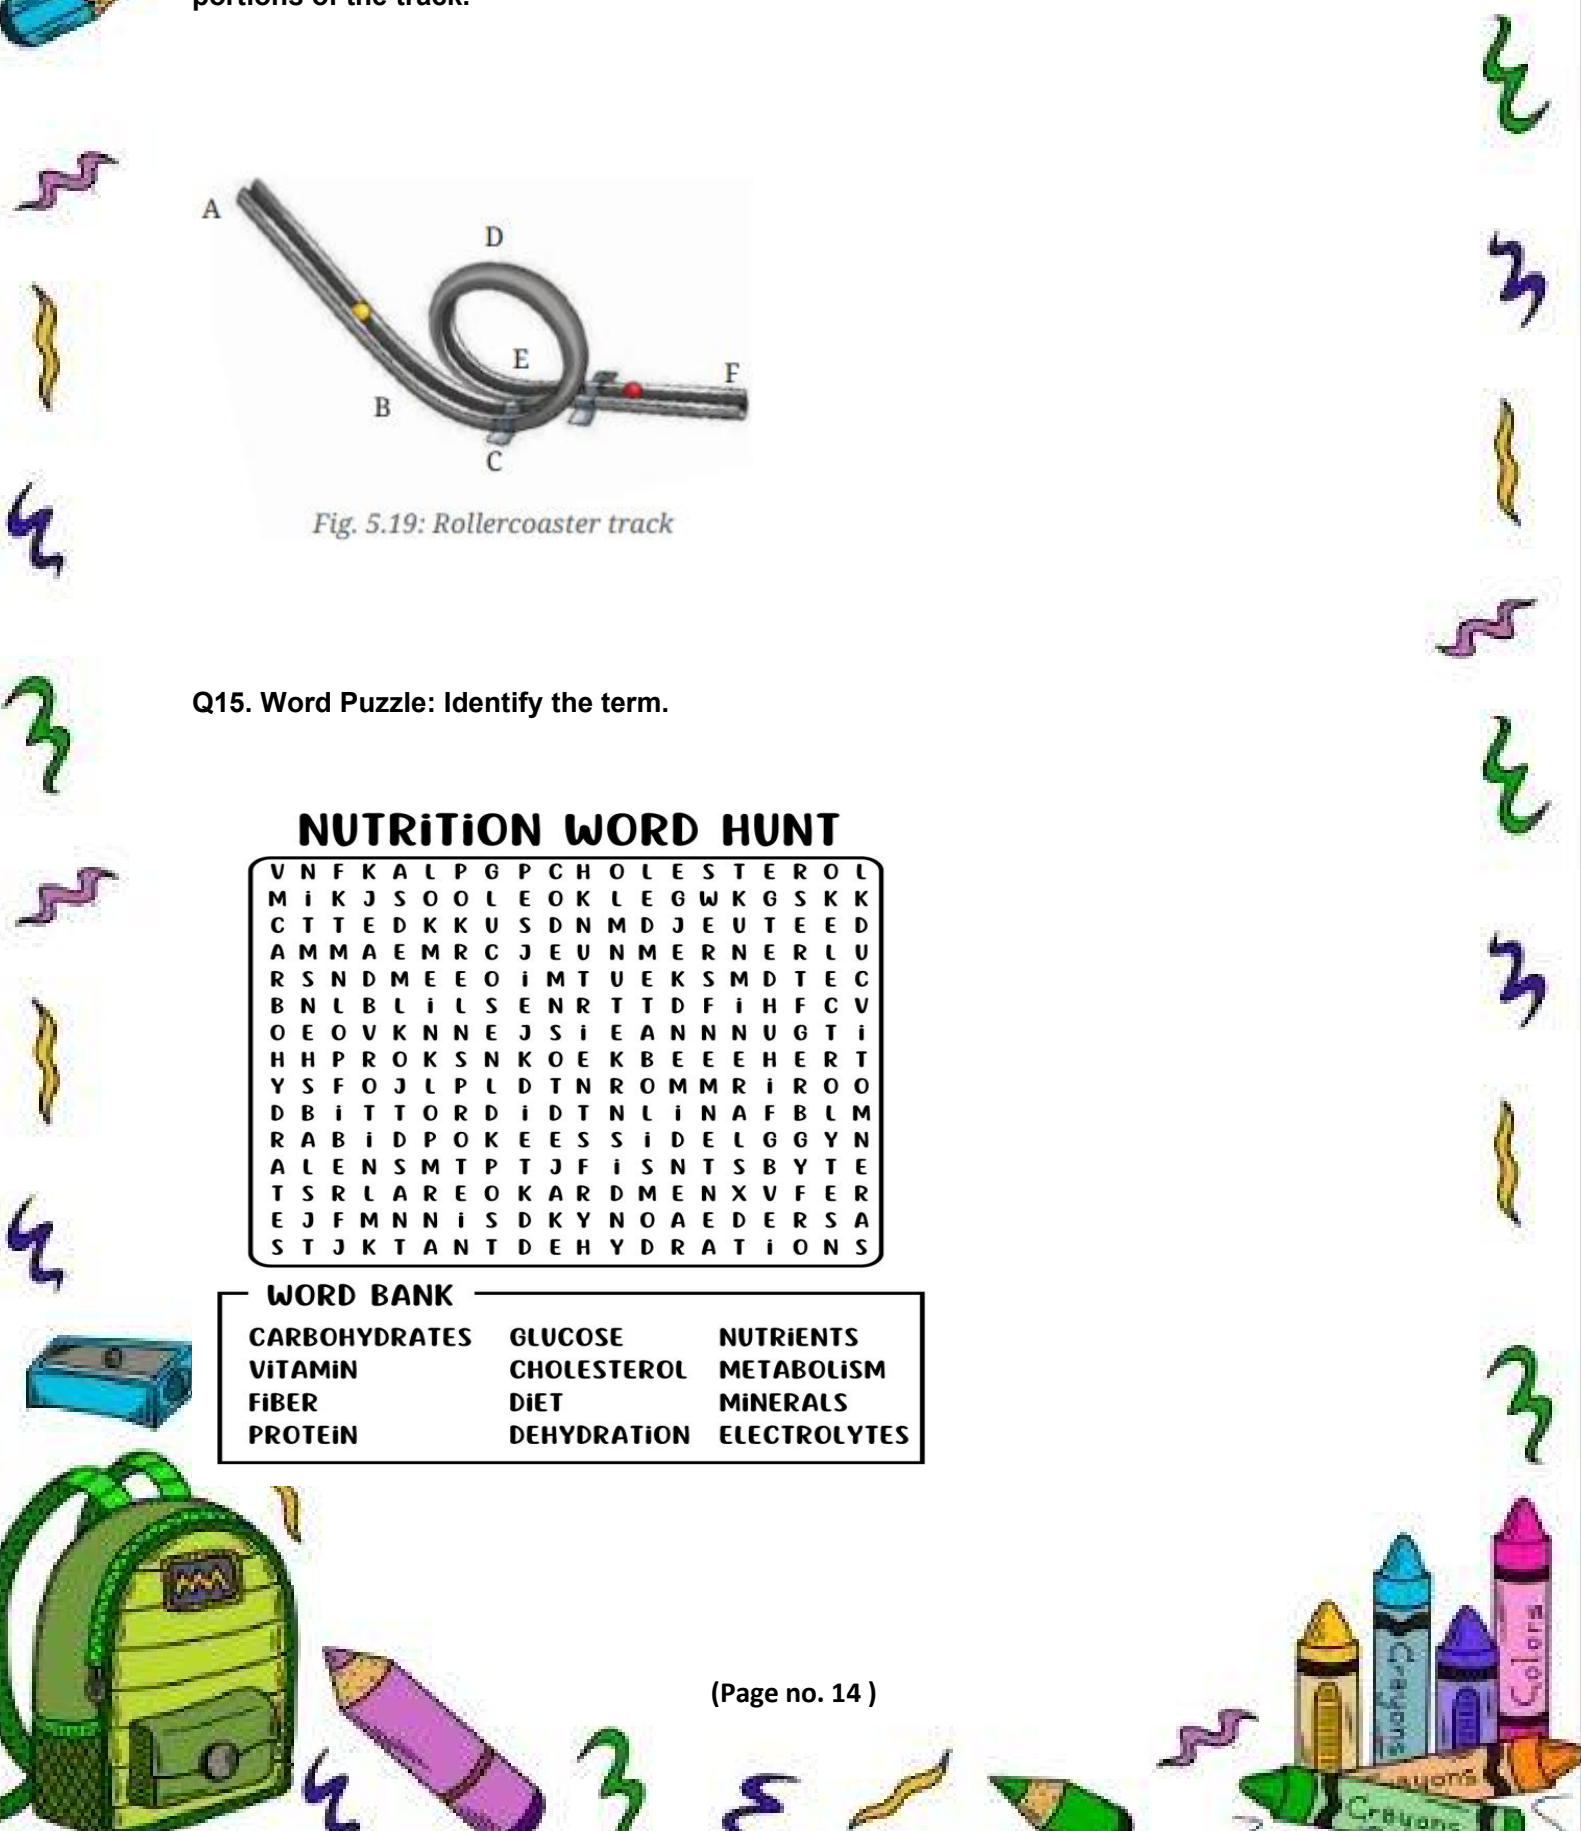 portions of the track.
A
D
E
F
B
C
Fig. 5.19: Rollercoaster track
Q15. Word Puzzle: Identify the term.
NUTRiTiON WORD HUNT
V N F K A L P G P C H O L E S T E R O L
M i K J S O O L E O K L E G W K G S K K
C T T E D K K U S D N M D J E U T E E D
A M M A E M R C J E U N M E R N E R L U
R S N D M E E O i M T U E K S M D T E C
B N L B L i L S E N R T T D F i H F C V
O E O V K N N E J S i E A N N N U G T i
H H P R O K S N K O E K B E E E H E R T
Y S F O J L P L D T N R O M M R i R O O
D B i T T O R D i D T N L i N A F B L M
R A B i D P O K E E S S i D E L G G Y N
A L E N S M T P T J F i S N T S B Y T E
T S R L A R E O K A R D M E N X V F E R
E J F M N N i S D K Y N O A E D E R S A
S T J K T A N T D E H Y D R A T i O N S
WORD BANK
CARBOHYDRATES GLUCOSE NUTRiENTS
ViTAMiN CHOLESTEROL METABOLiSM
FiBER DiET MiNERALS
PROTEiN DEHYDRATiON ELECTROLYTES
(Page no. 14 )
Colors
Crayons
Crayons